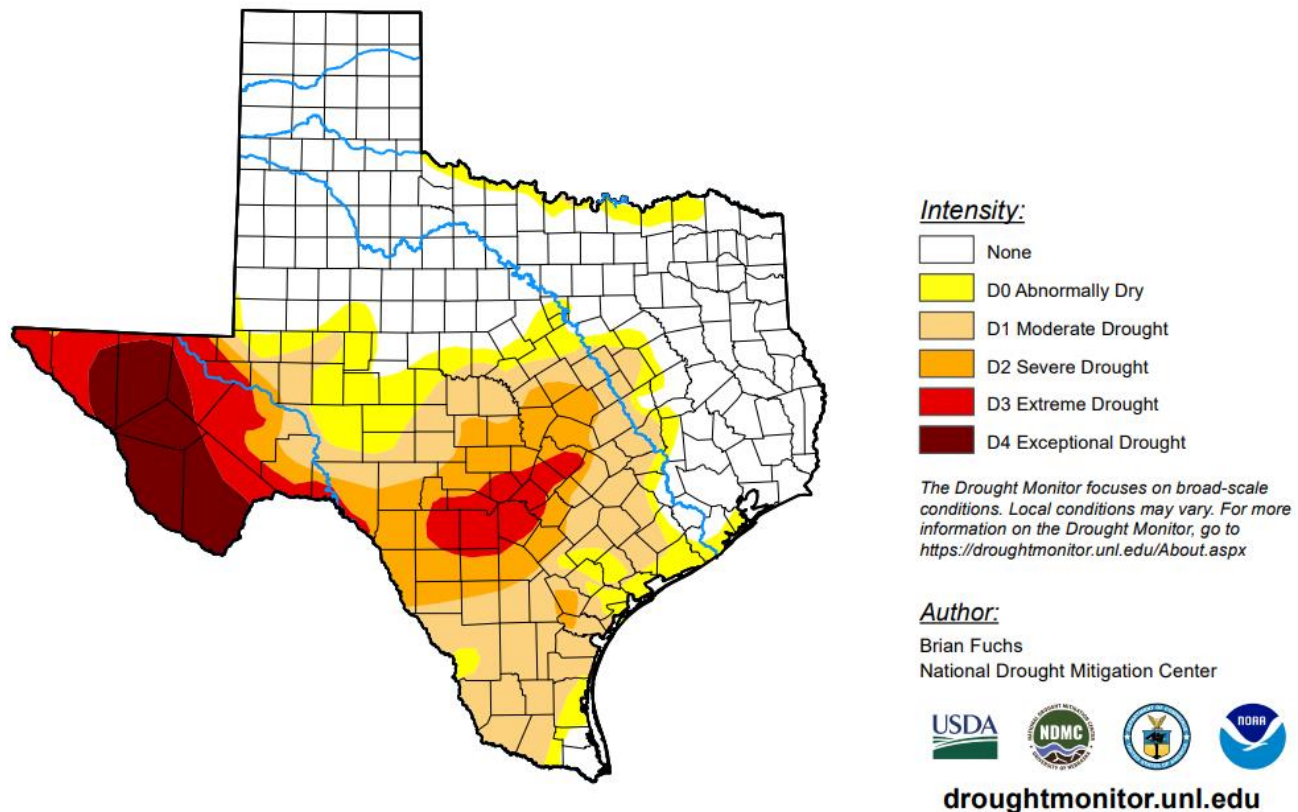 Intensity:
None
D0 Abnormally Dry
D1 Moderate Drought
D2 Severe Drought
D3 Extreme Drought
D4 Exceptional Drought
The Drought Monitor focuses on broad-scale
conditions. Local conditions may vary. For more
information on the Drought Monitor, go to
https://droughtmonitor.unl.edu/About.aspx
Author:
Brian Fuchs
National Drought Mitigation Center
USDA
NDMC
NOAA
droughtmonitor.unl.edu